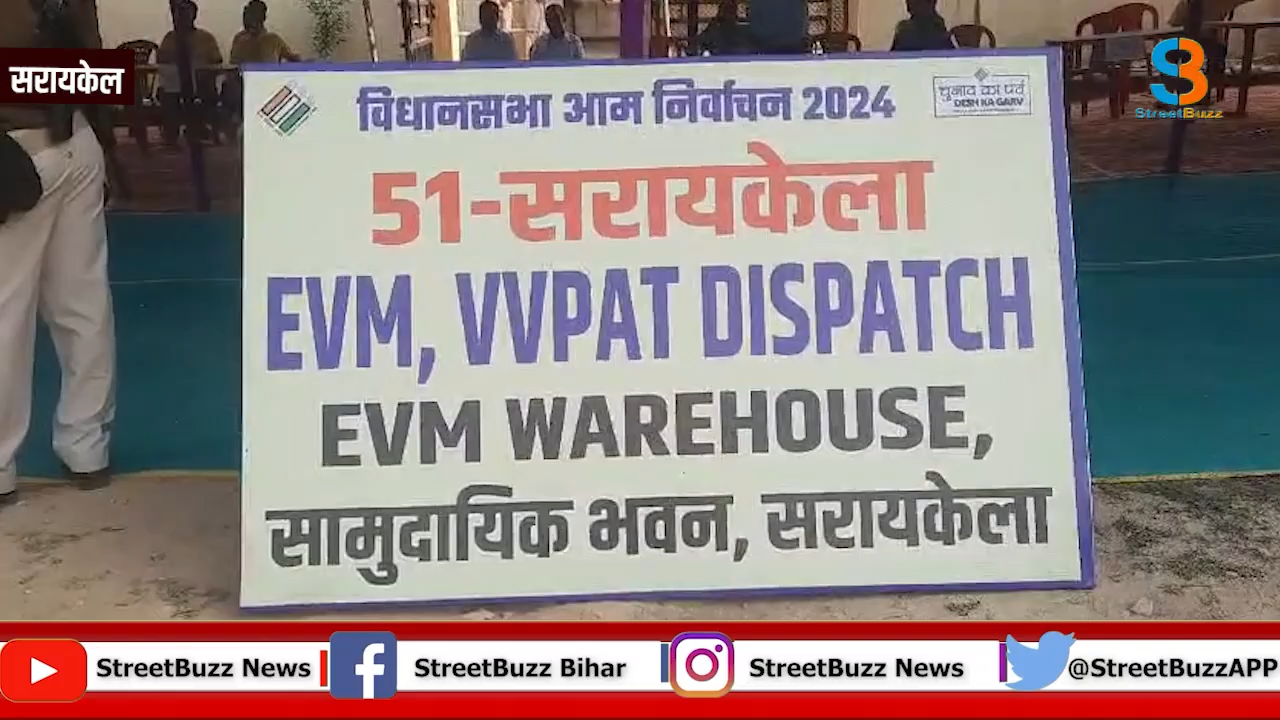 सरायकेल
StreetBuzz
विधानसभा आम निर्वाचन 2024
चुनाव का पर्व
DESH KA GARV
51-सरायकेला
EVM, VVPAT DISPATCH
EVM WAREHOUSE,
सामुदायिक भवन, सरायकेला
StreetBuzz News
StreetBuzz Bihar
StreetBuzz News
@StreetBuzzAPP